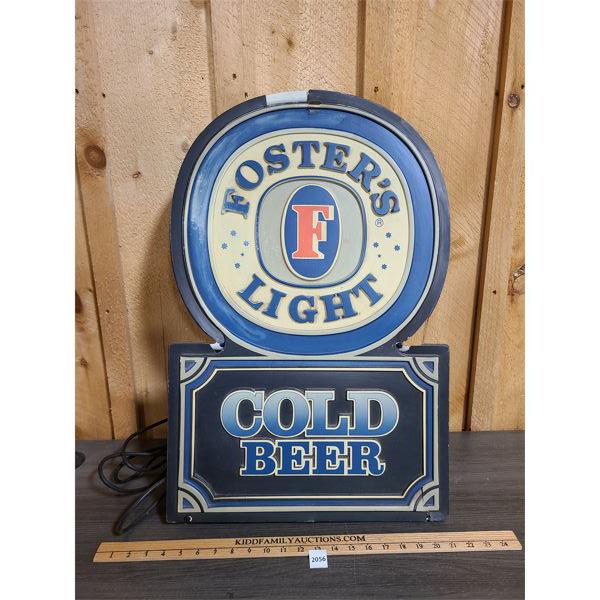 FOSTER'S
F
®
LIGHT
COLD
BEER
KIDDFAMILYAUCTIONS.COM
1 2 3 4 5 6 7 8 9 10 11 12 13 14 15 16 17 18 19 20 21 22 23 24
2056